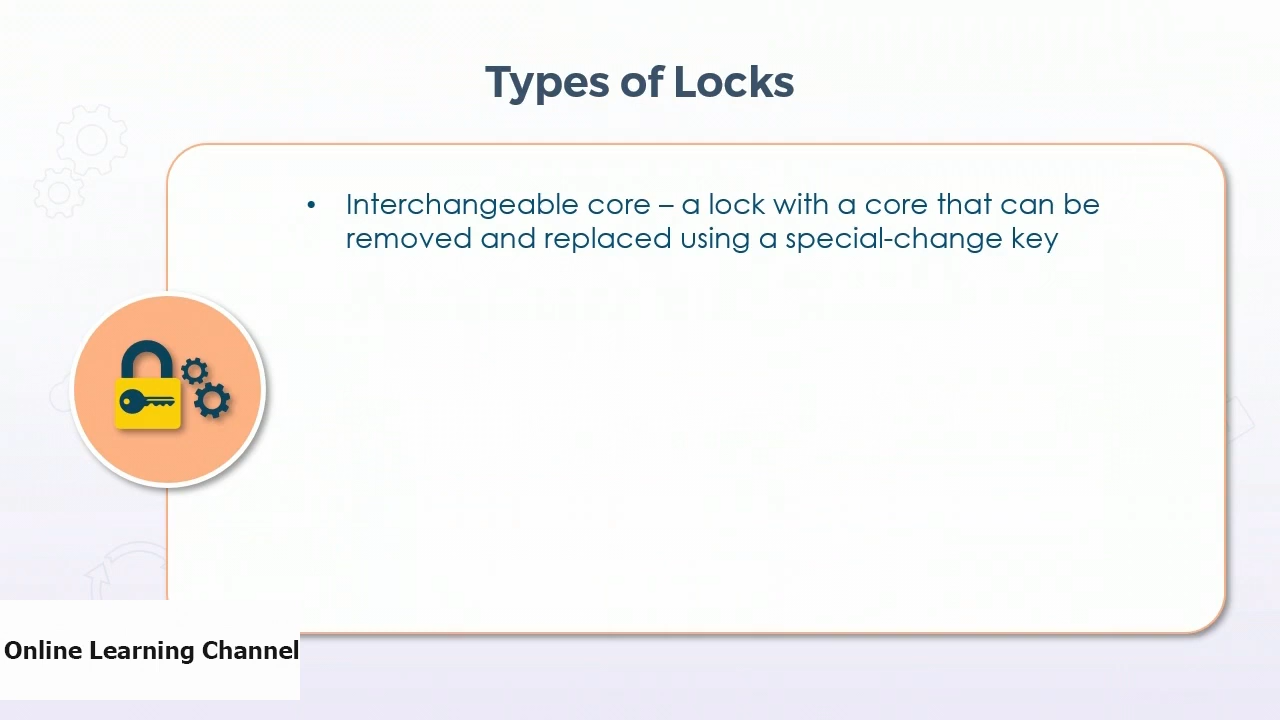 Types of Locks
• Interchangeable core – a lock with a core that can be
removed and replaced using a special-change key
Online Learning Channel